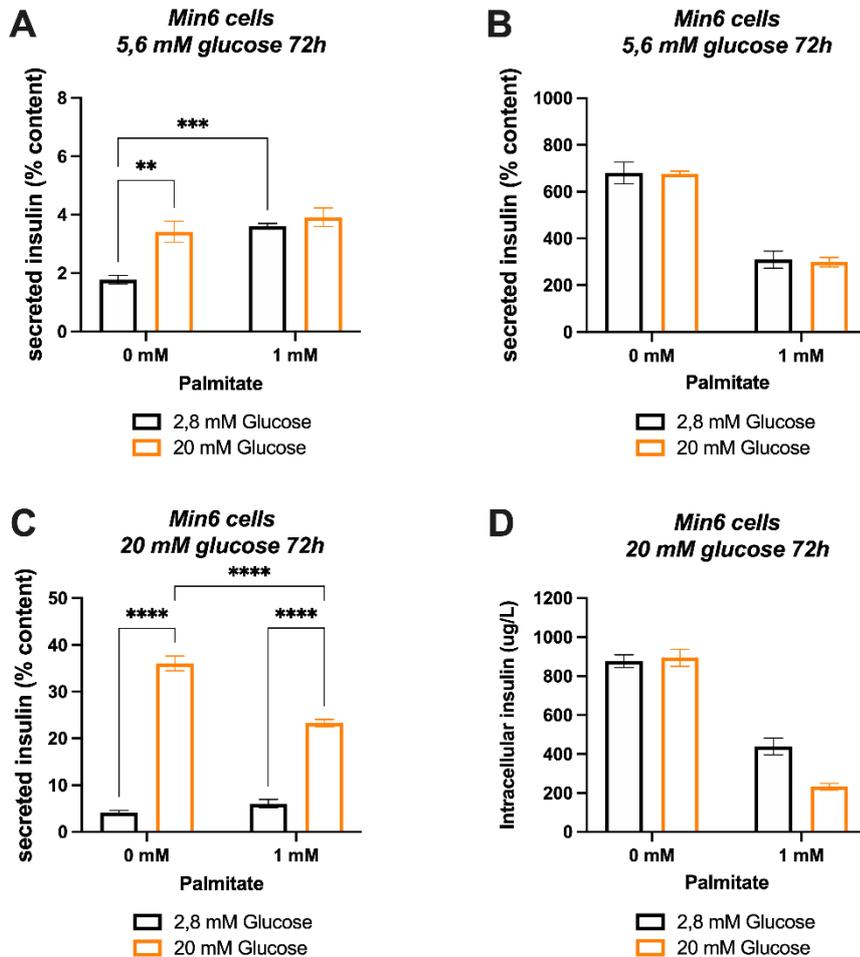 A
Min6 cells
5,6 mM glucose 72h
secreted insulin (% content)
8
6
4
2
0
***
**
0 mM
1 mM
Palmitate
2,8 mM Glucose
20 mM Glucose
B
Min6 cells
5,6 mM glucose 72h
secreted insulin (% content)
1000
800
600
400
200
0
0 mM
1 mM
Palmitate
2,8 mM Glucose
20 mM Glucose
C
Min6 cells
20 mM glucose 72h
secreted insulin (% content)
50
40
30
20
10
0
****
****
****
0 mM
1 mM
Palmitate
2,8 mM Glucose
20 mM Glucose
D
Min6 cells
20 mM glucose 72h
Intracellular insulin (ug/L)
1200
1000
800
600
400
200
0
0 mM
1 mM
Palmitate
2,8 mM Glucose
20 mM Glucose